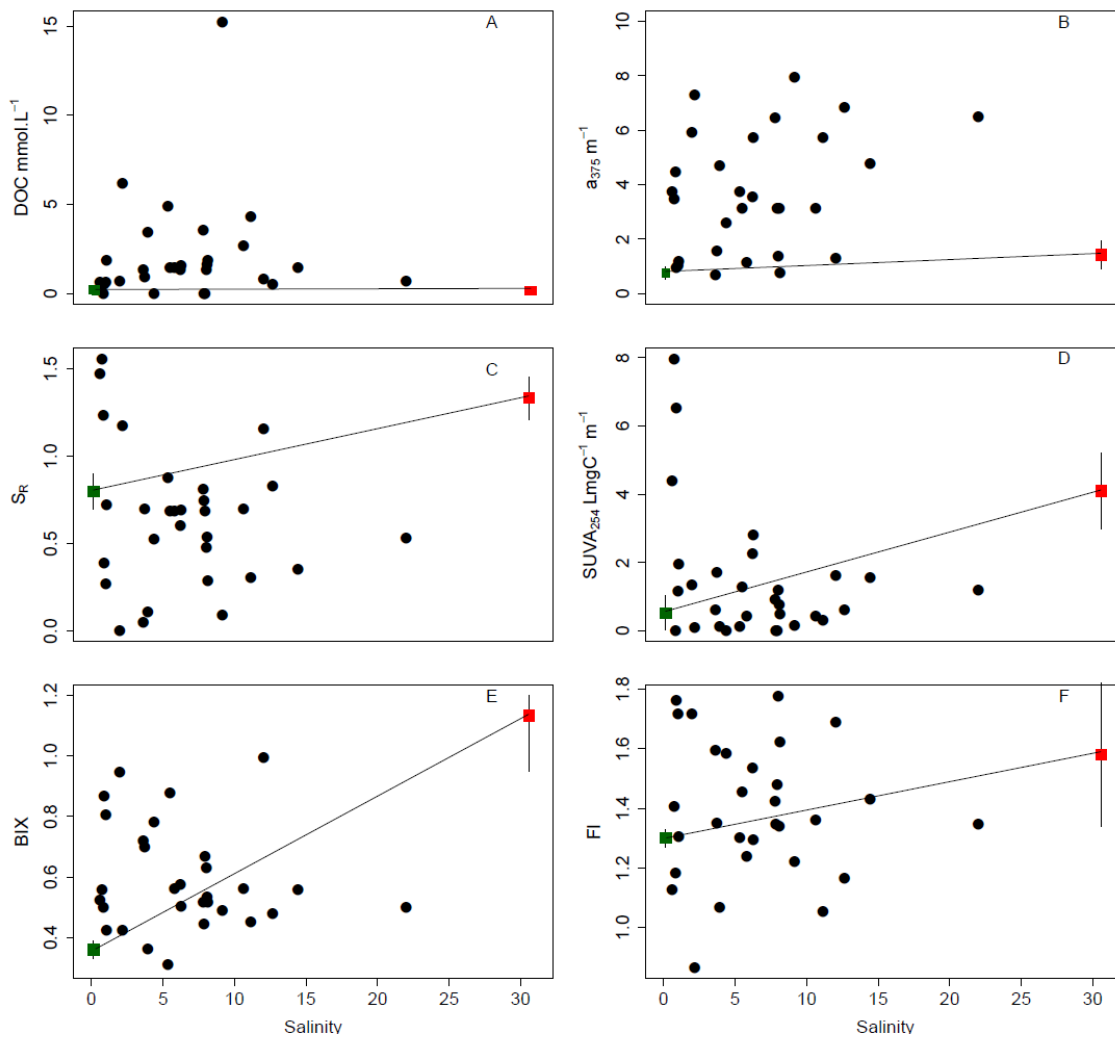 A
DOC mmol.L⁻¹
0 5 10 15
B
a₃₇₅ m⁻¹
0 2 4 6 8 10
C
S_R
0.0 0.5 1.0 1.5
D
SUVA₂₅₄ LmgC⁻¹ m⁻¹
0 2 4 6 8
E
BIX
0.4 0.6 0.8 1.0 1.2
0 5 10 15 20 25 30
Salinity
F
FI
1.0 1.2 1.4 1.6 1.8
0 5 10 15 20 25 30
Salinity